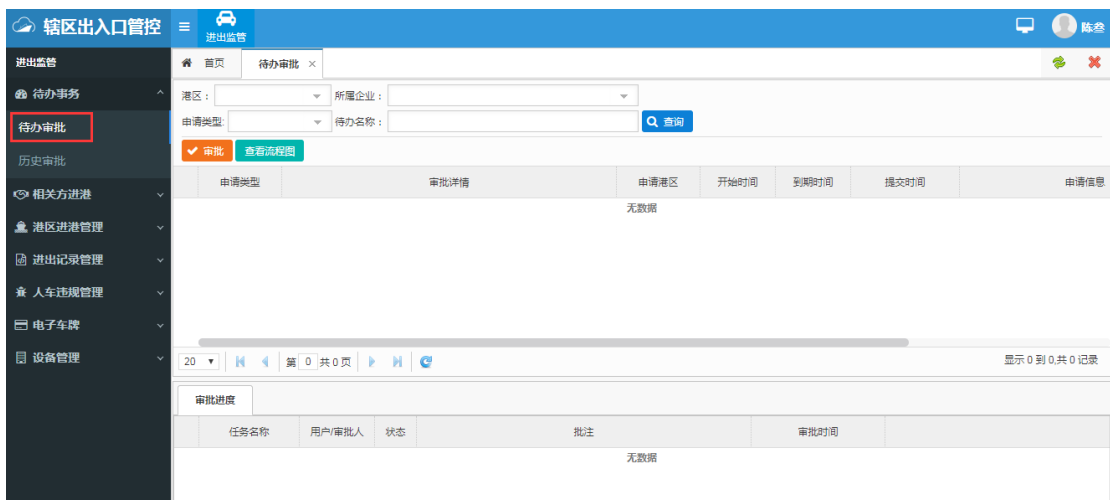 辖区出入口管控
进出监管
陈叁
进出监管
首页
待办审批 ×
待办事务
待办审批
历史审批
相关方进港
港区进港管理
进出记录管理
人车违规管理
电子车牌
设备管理
港区：
所属企业：
申请类型:
待办名称：
查询
审批
查看流程图
申请类型 审批详情 申请港区 开始时间 到期时间 提交时间 申请信息
无数据
20
第 0 共0页
显示0到0,共0记录
审批进度
任务名称 用户/审批人 状态 批注 审批时间
无数据